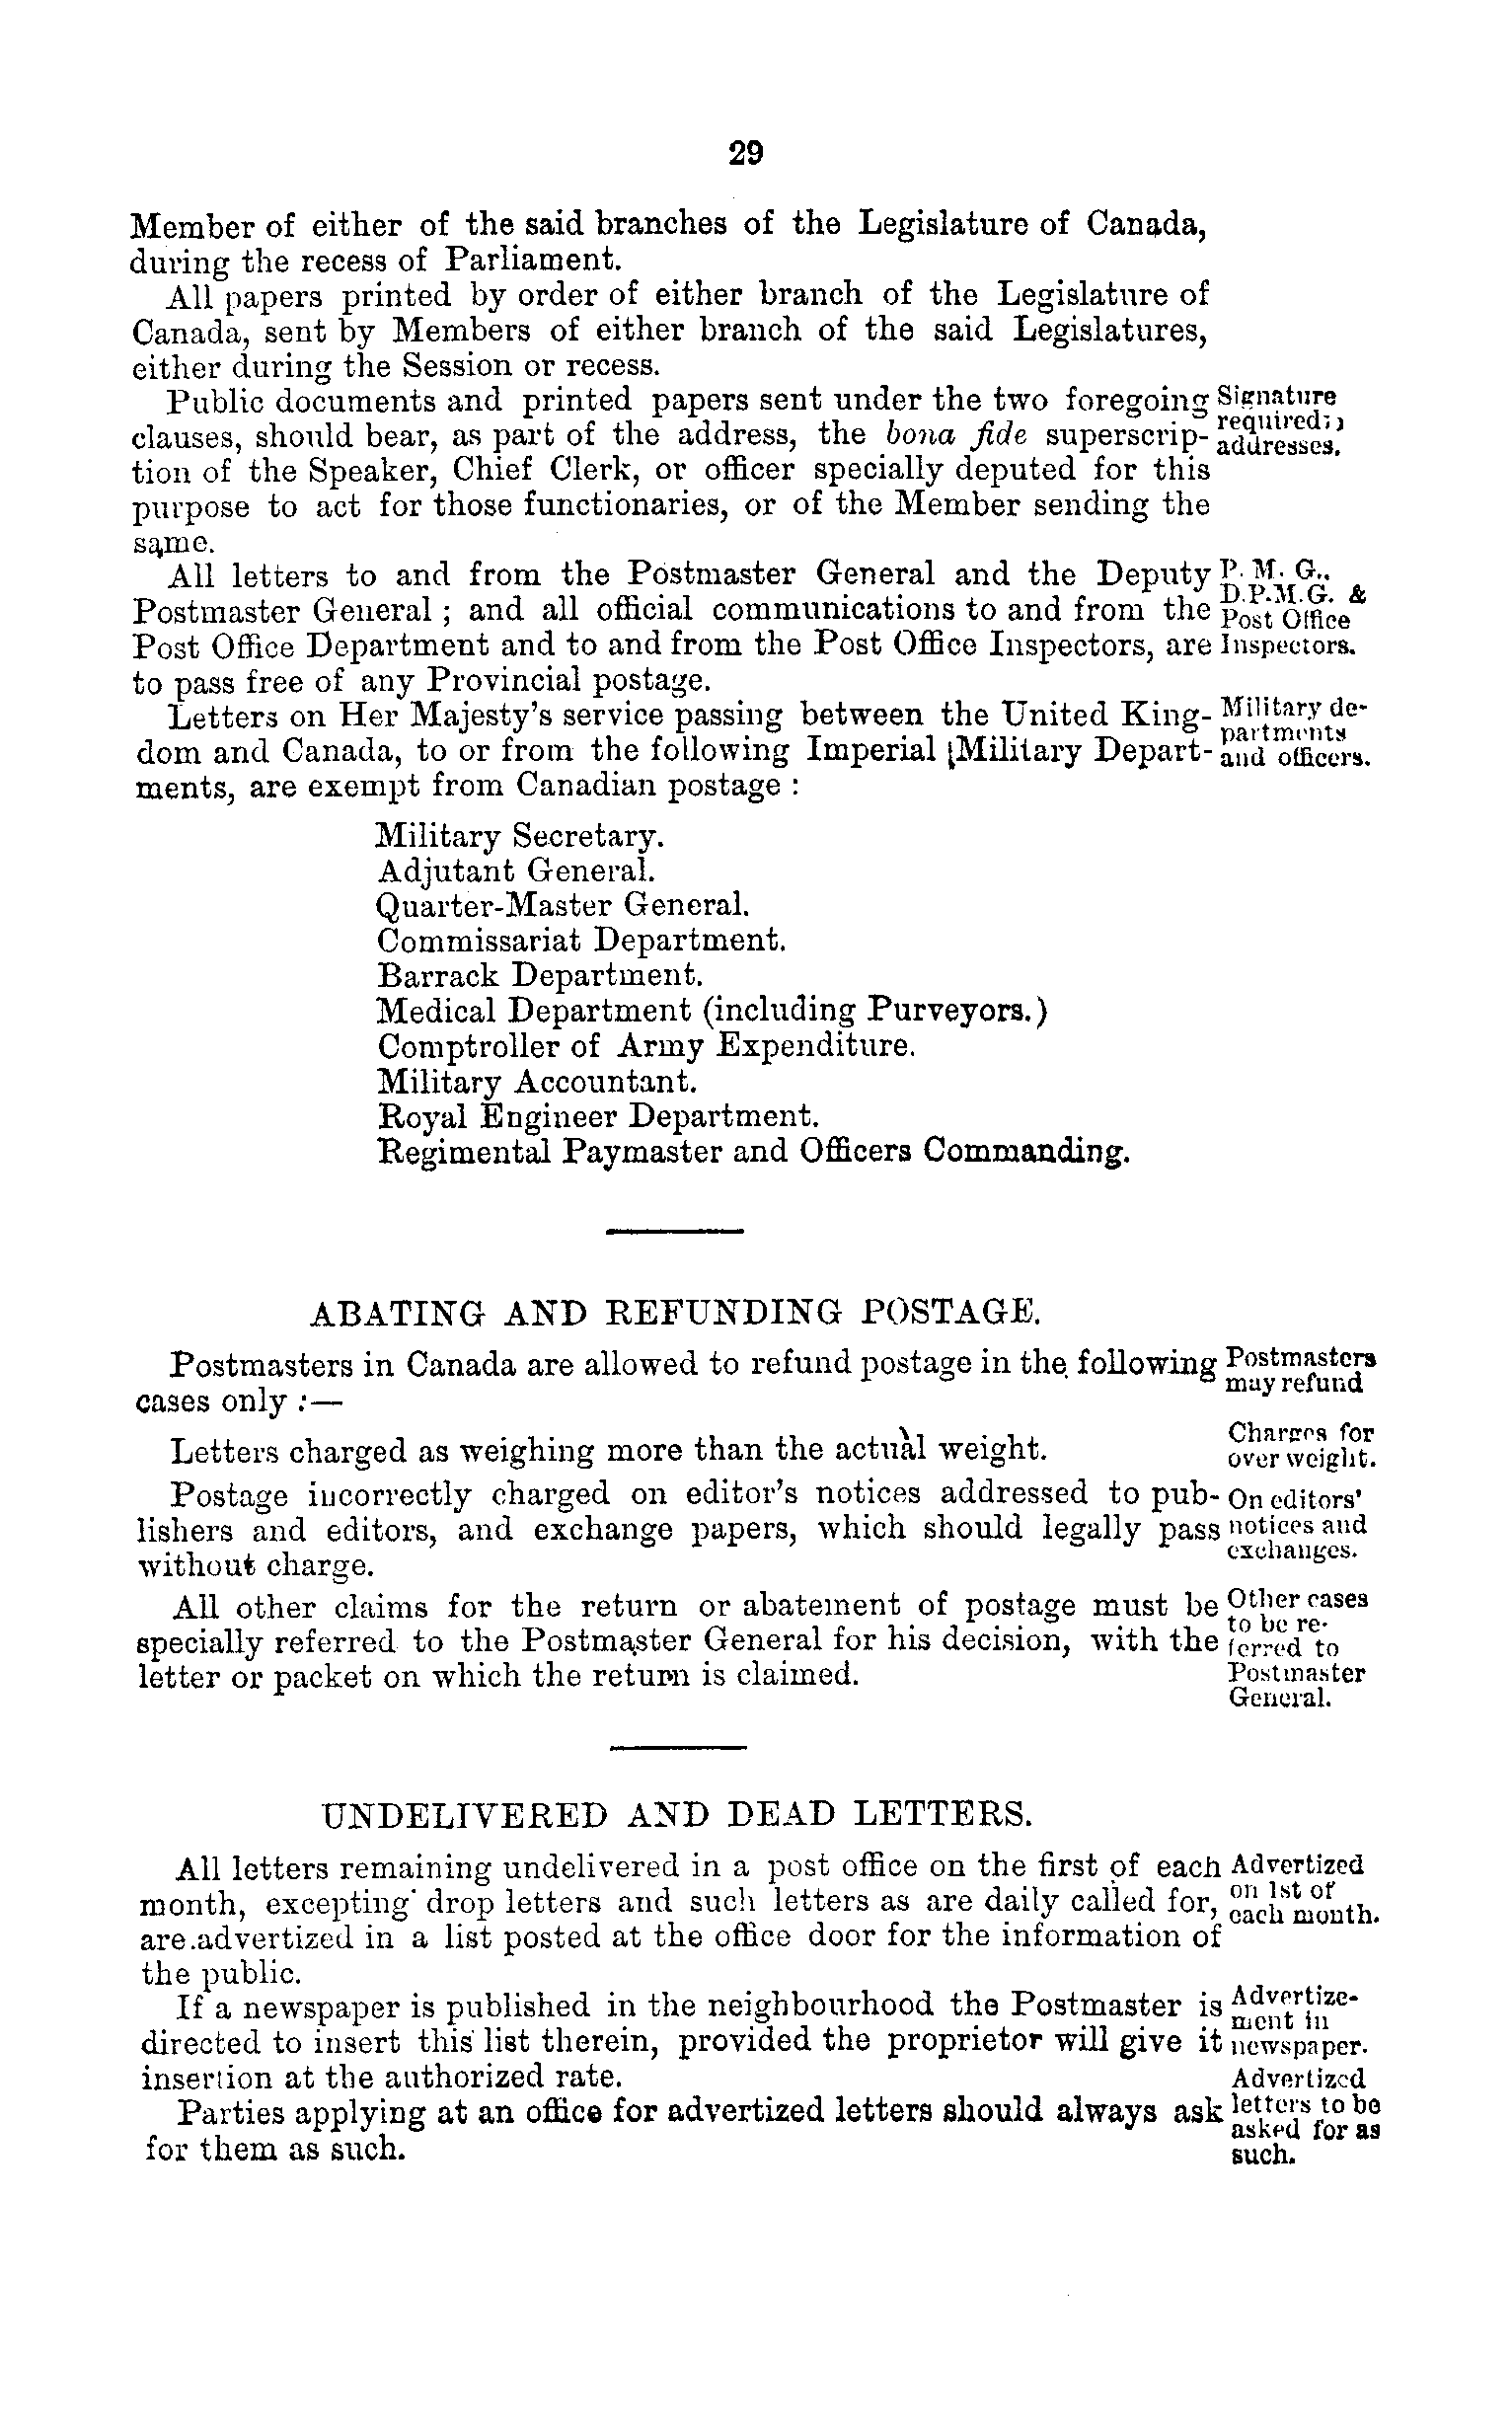 29
Member of either of the said branches of the Legislature of Canada,
during the recess of Parliament.
All papers printed by order of either branch of the Legislature of
Canada, sent by Members of either branch of the said Legislatures,
either during the Session or recess.
Public documents and printed papers sent under the two foregoing
clauses, should bear, as part of the address, the bona fide superscrip-
tion of the Speaker, Chief Clerk, or officer specially deputed for this
purpose to act for those functionaries, or of the Member sending the
same.
Signature
required;
addresses.
All letters to and from the Postmaster General and the Deputy
Postmaster General; and all official communications to and from the
Post Office Department and to and from the Post Office Inspectors, are
to pass free of any Provincial postage.
P. M. G.,
D.P.M.G. &
Post Office
Inspectors.
Letters on Her Majesty's service passing between the United King-
dom and Canada, to or from the following Imperial Military Depart-
ments, are exempt from Canadian postage :
Military de-
partments
and officers.
Military Secretary.
Adjutant General.
Quarter-Master General.
Commissariat Department.
Barrack Department.
Medical Department (including Purveyors.)
Comptroller of Army Expenditure.
Military Accountant.
Royal Engineer Department.
Regimental Paymaster and Officers Commanding.
ABATING AND REFUNDING POSTAGE.
Postmasters in Canada are allowed to refund postage in the following
cases only :—
Postmasters
may refund
Letters charged as weighing more than the actual weight.
Charges for
over weight.
Postage incorrectly charged on editor's notices addressed to pub-
lishers and editors, and exchange papers, which should legally pass
without charge.
On editors'
notices and
exchanges.
All other claims for the return or abatement of postage must be
specially referred to the Postmaster General for his decision, with the
letter or packet on which the return is claimed.
Other cases
to be re-
ferred to
Postmaster
General.
UNDELIVERED AND DEAD LETTERS.
All letters remaining undelivered in a post office on the first of each
month, excepting drop letters and such letters as are daily called for,
are advertized in a list posted at the office door for the information of
the public.
Advertized
on 1st of
each month.
If a newspaper is published in the neighbourhood the Postmaster is
directed to insert this list therein, provided the proprietor will give it
insertion at the authorized rate.
Advertize-
ment in
newspaper.
Parties applying at an office for advertized letters should always ask
for them as such.
Advertized
letters to be
asked for as
such.